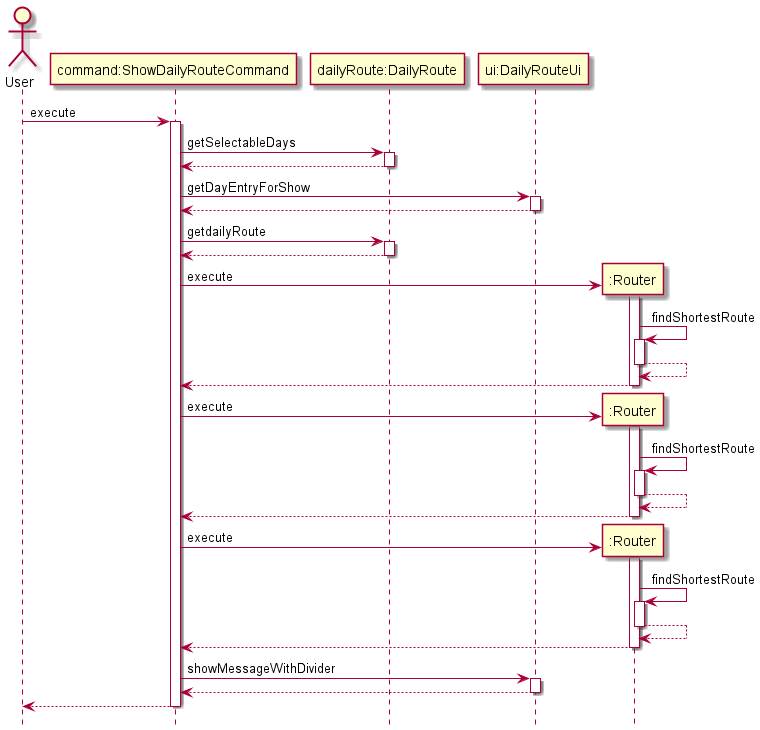 User
command:ShowDailyRouteCommand
dailyRoute:DailyRoute
ui:DailyRouteUi
execute
getSelectableDays
getDayEntryForShow
getdailyRoute
execute
:Router
findShortestRoute
execute
:Router
findShortestRoute
execute
:Router
findShortestRoute
showMessageWithDivider